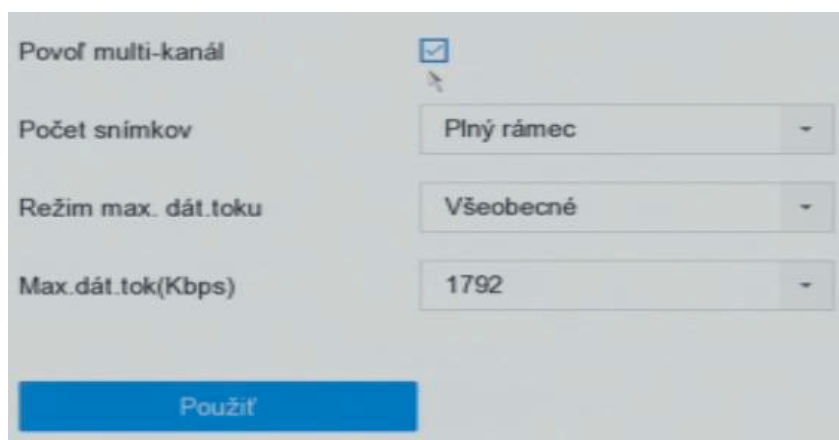 Povoľ multi-kanál
Počet snímkov Plný rámec
Režim max. dát.toku Všeobecné
Max.dát.tok(Kbps) 1792
Použiť